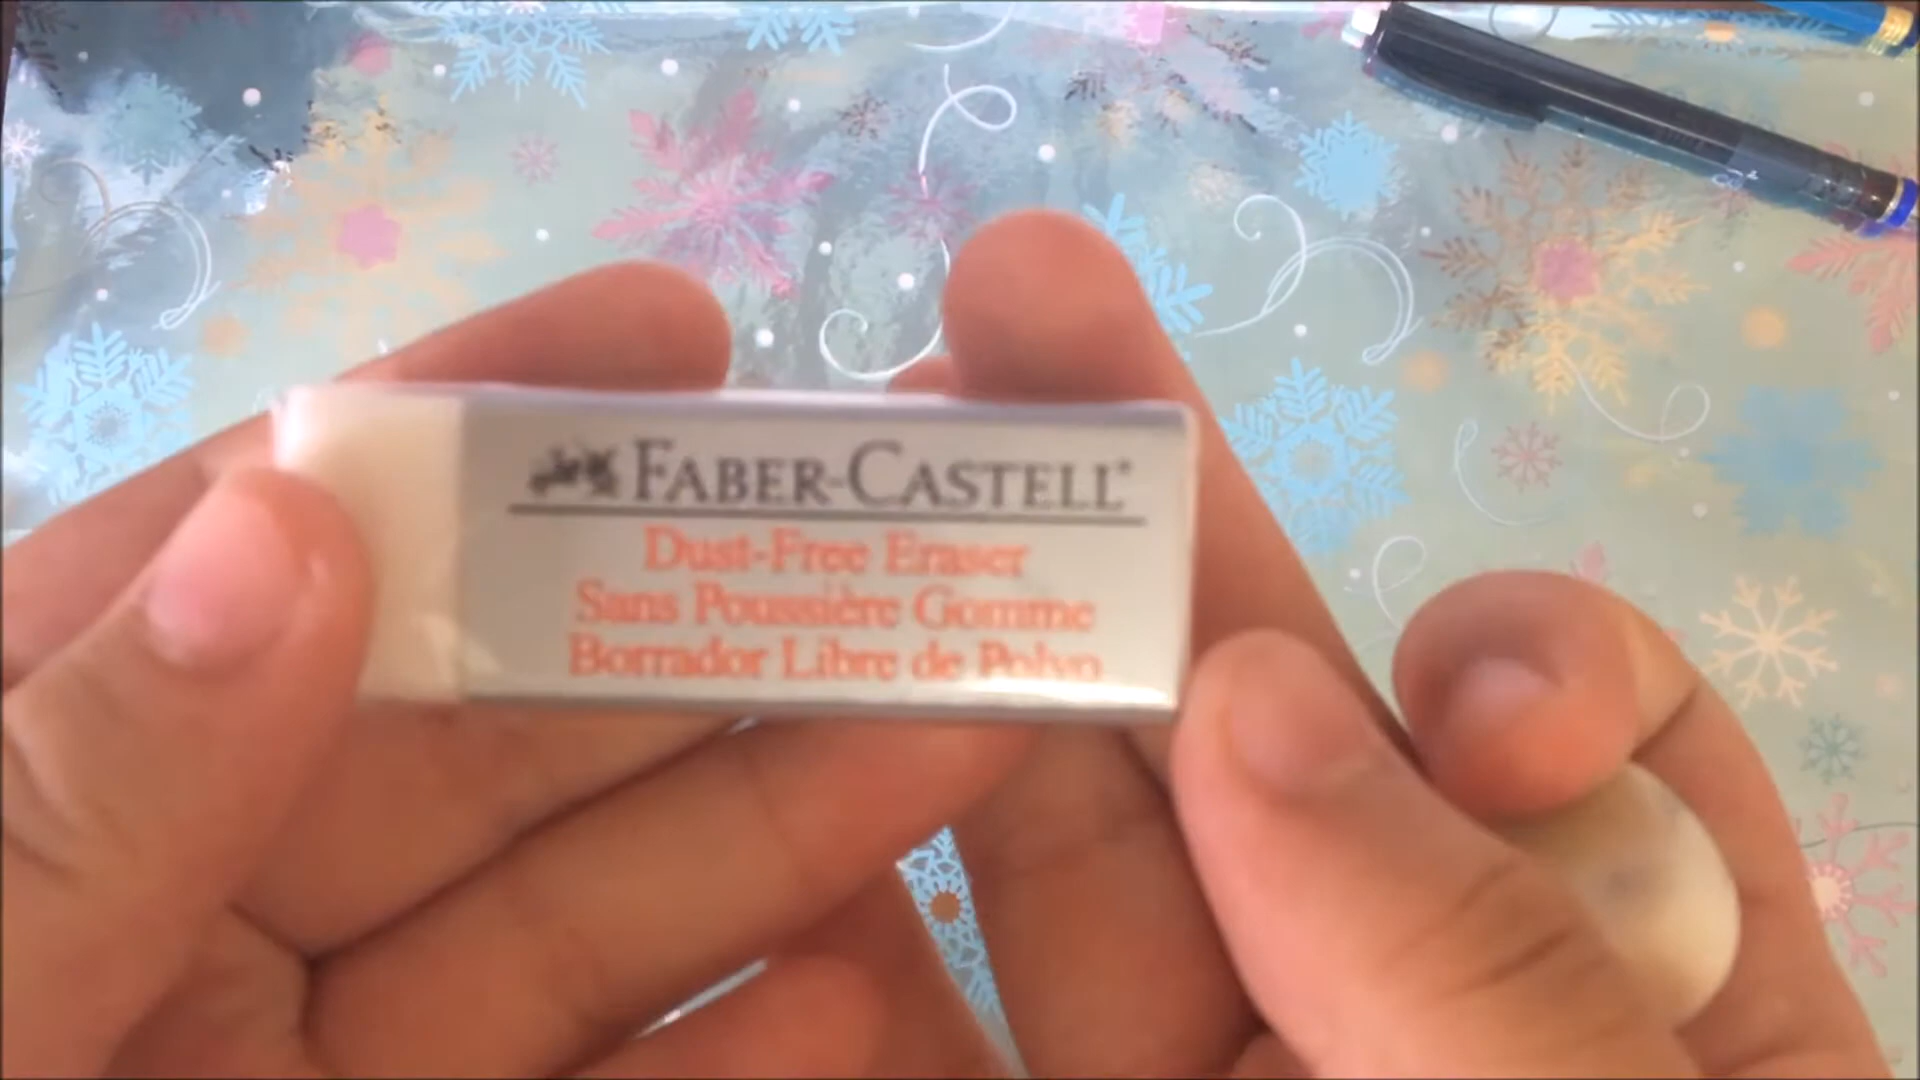 FABER-CASTELL
Dust-Free Eraser
Sans Poussière Gomme
Borrador Libre de Polvo